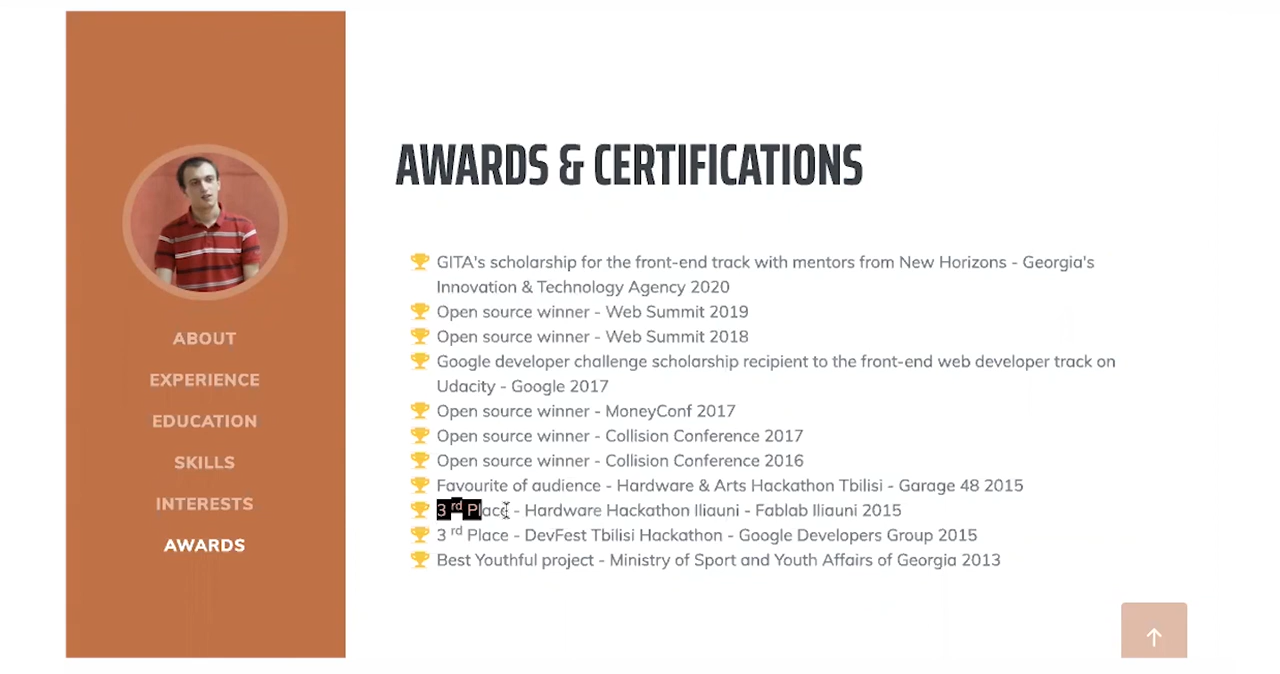 AWARDS & CERTIFICATIONS
GITA's scholarship for the front-end track with mentors from New Horizons - Georgia's
Innovation & Technology Agency 2020
Open source winner - Web Summit 2019
Open source winner - Web Summit 2018
Google developer challenge scholarship recipient to the front-end web developer track on
Udacity - Google 2017
Open source winner - MoneyConf 2017
Open source winner - Collision Conference 2017
Open source winner - Collision Conference 2016
Favourite of audience - Hardware & Arts Hackathon Tbilisi - Garage 48 2015
3 rd Place - Hardware Hackathon Iliauni - Fablab Iliauni 2015
3 rd Place - DevFest Tbilisi Hackathon - Google Developers Group 2015
Best Youthful project - Ministry of Sport and Youth Affairs of Georgia 2013
ABOUT
EXPERIENCE
EDUCATION
SKILLS
INTERESTS
AWARDS